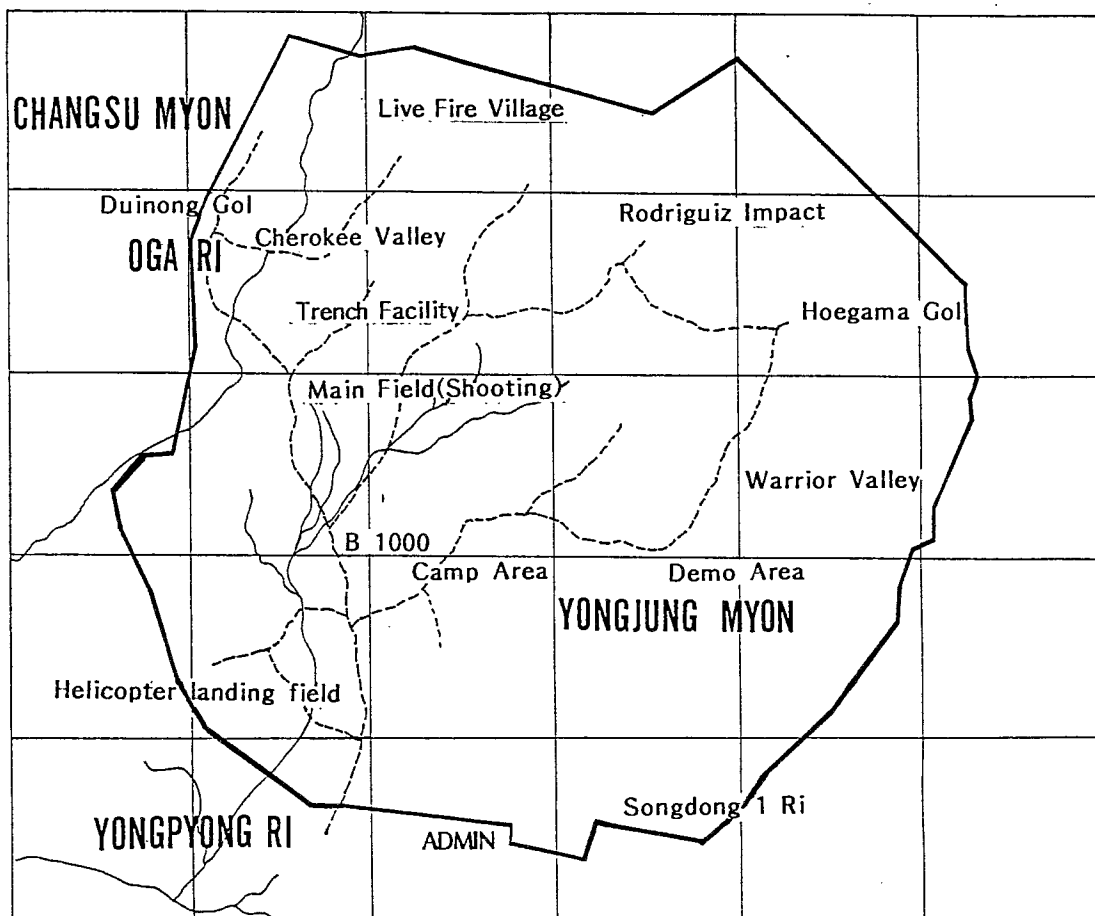 Live Fire Village
CHANGSU MYON
Duinong Gol
Rodriguiz Impact
Cherokee Valley
OGA RI
Trench Facility
Hoegama Gol
Main Field(Shooting)
Warrior Valley
B 1000
Camp Area
Demo Area
YONGJUNG MYON
Helicopter landing field
Songdong 1 Ri
YONGPYONG RI
ADMIN